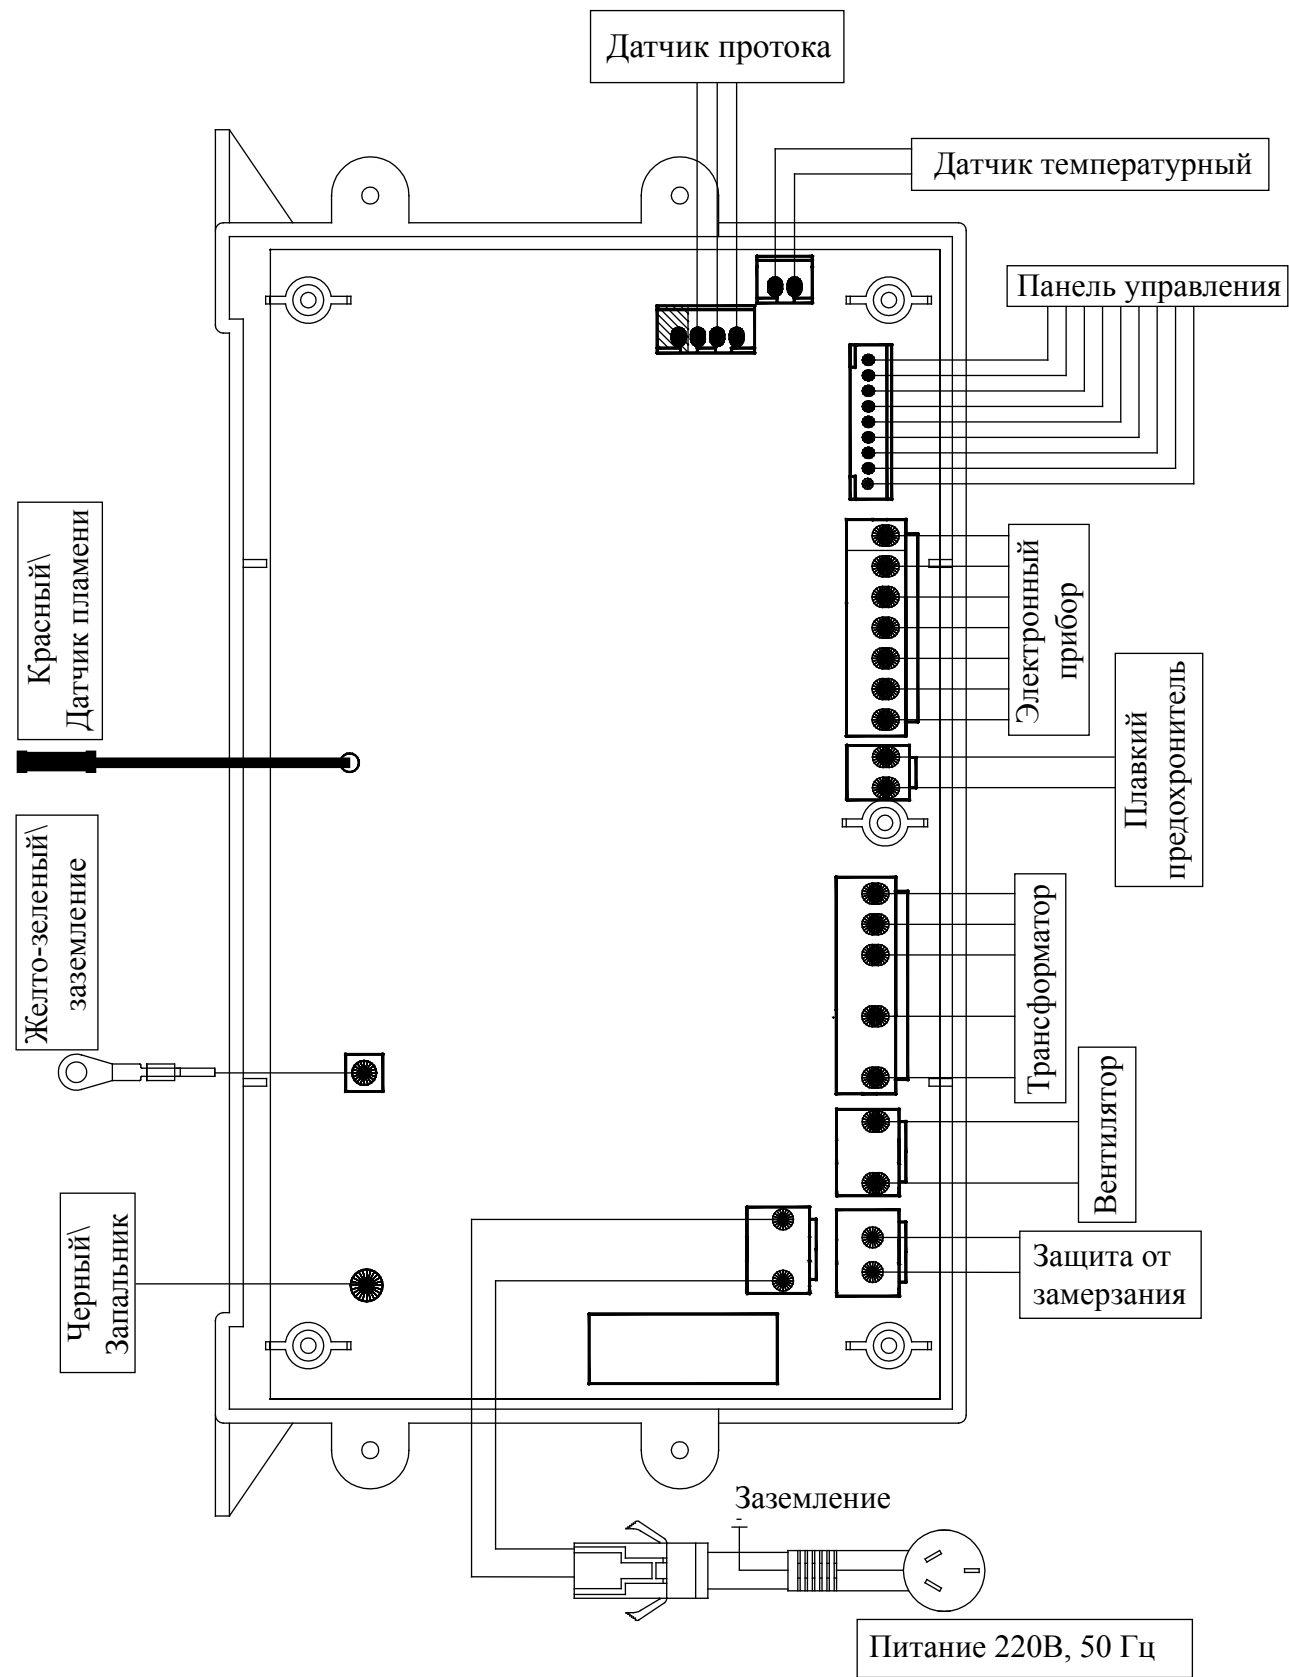 Датчик протока
Датчик температурный
Панель управления
Красный\
Датчик пламени
Электронный
прибор
Плавкий
предохронитель
Желто-зеленый\
заземление
Трансформатор
Вентилятор
Черный\
Запальник
Защита от
замерзания
Заземление
Питание 220В, 50 Гц